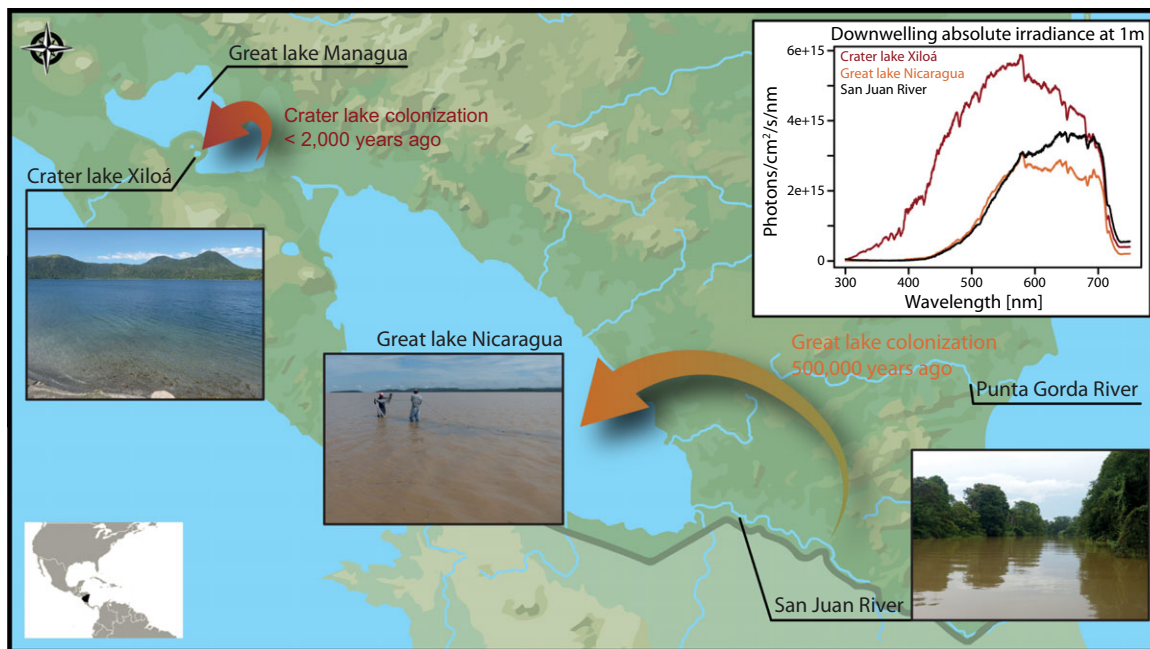 Great lake Managua
Crater lake colonization
< 2,000 years ago
Crater lake Xiloá
Great lake Nicaragua
Great lake colonization
500,000 years ago
Punta Gorda River
San Juan River
Downwelling absolute irradiance at 1m
Crater lake Xiloá
Great lake Nicaragua
San Juan River
Photons/cm²/s/nm
6e+15
4e+15
2e+15
0
300 400 500 600 700
Wavelength [nm]